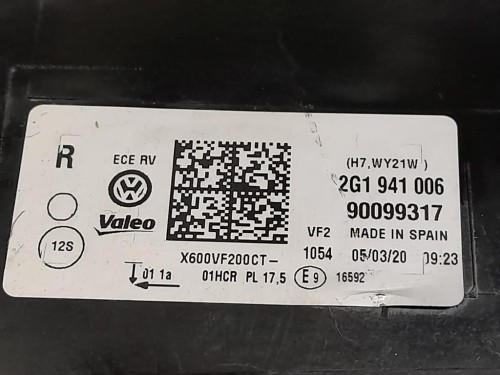 R
ECE RV
(H7,WY21W )
2G1 941 006
Valeo
90099317
VF2
MADE IN SPAIN
12S
X600VF200CT-
1054
05/03/20
09:23
01 1a
01HCR PL 17,5
E 9
16592